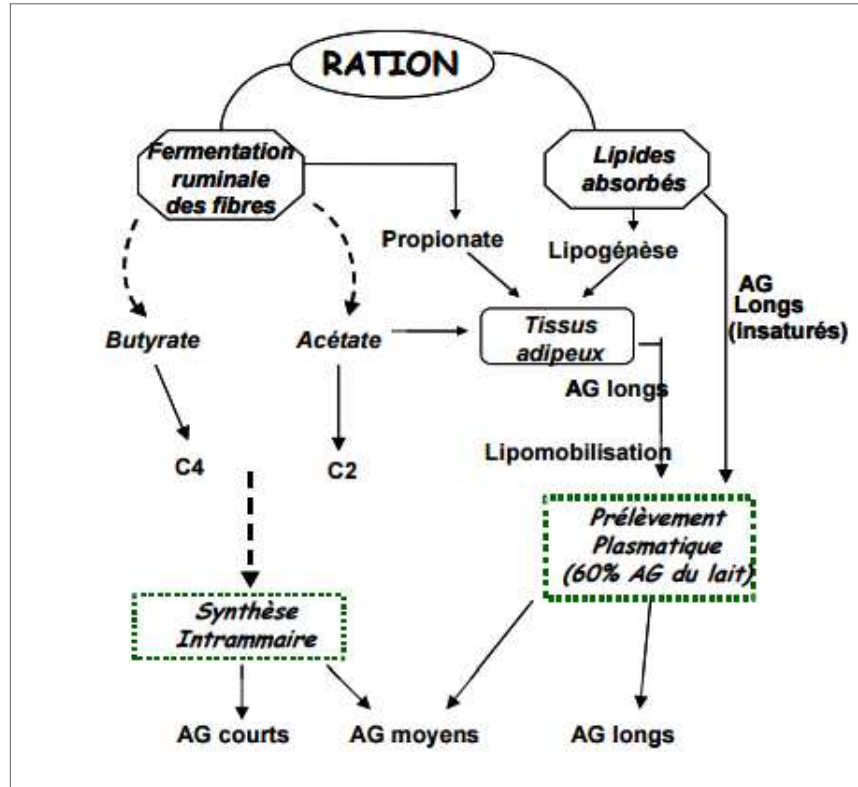 RATION
Fermentation
ruminale
des fibres
Lipides
absorbés
Propionate
Lipogénèse
AG
Longs
(insaturés)
Butyrate
Acétate
Tissus
adipeux
AG longs
Lipomobilisation
C4
C2
Prélèvement
Plasmatique
(60% AG du lait)
Synthèse
Intrammaire
AG courts
AG moyens
AG longs